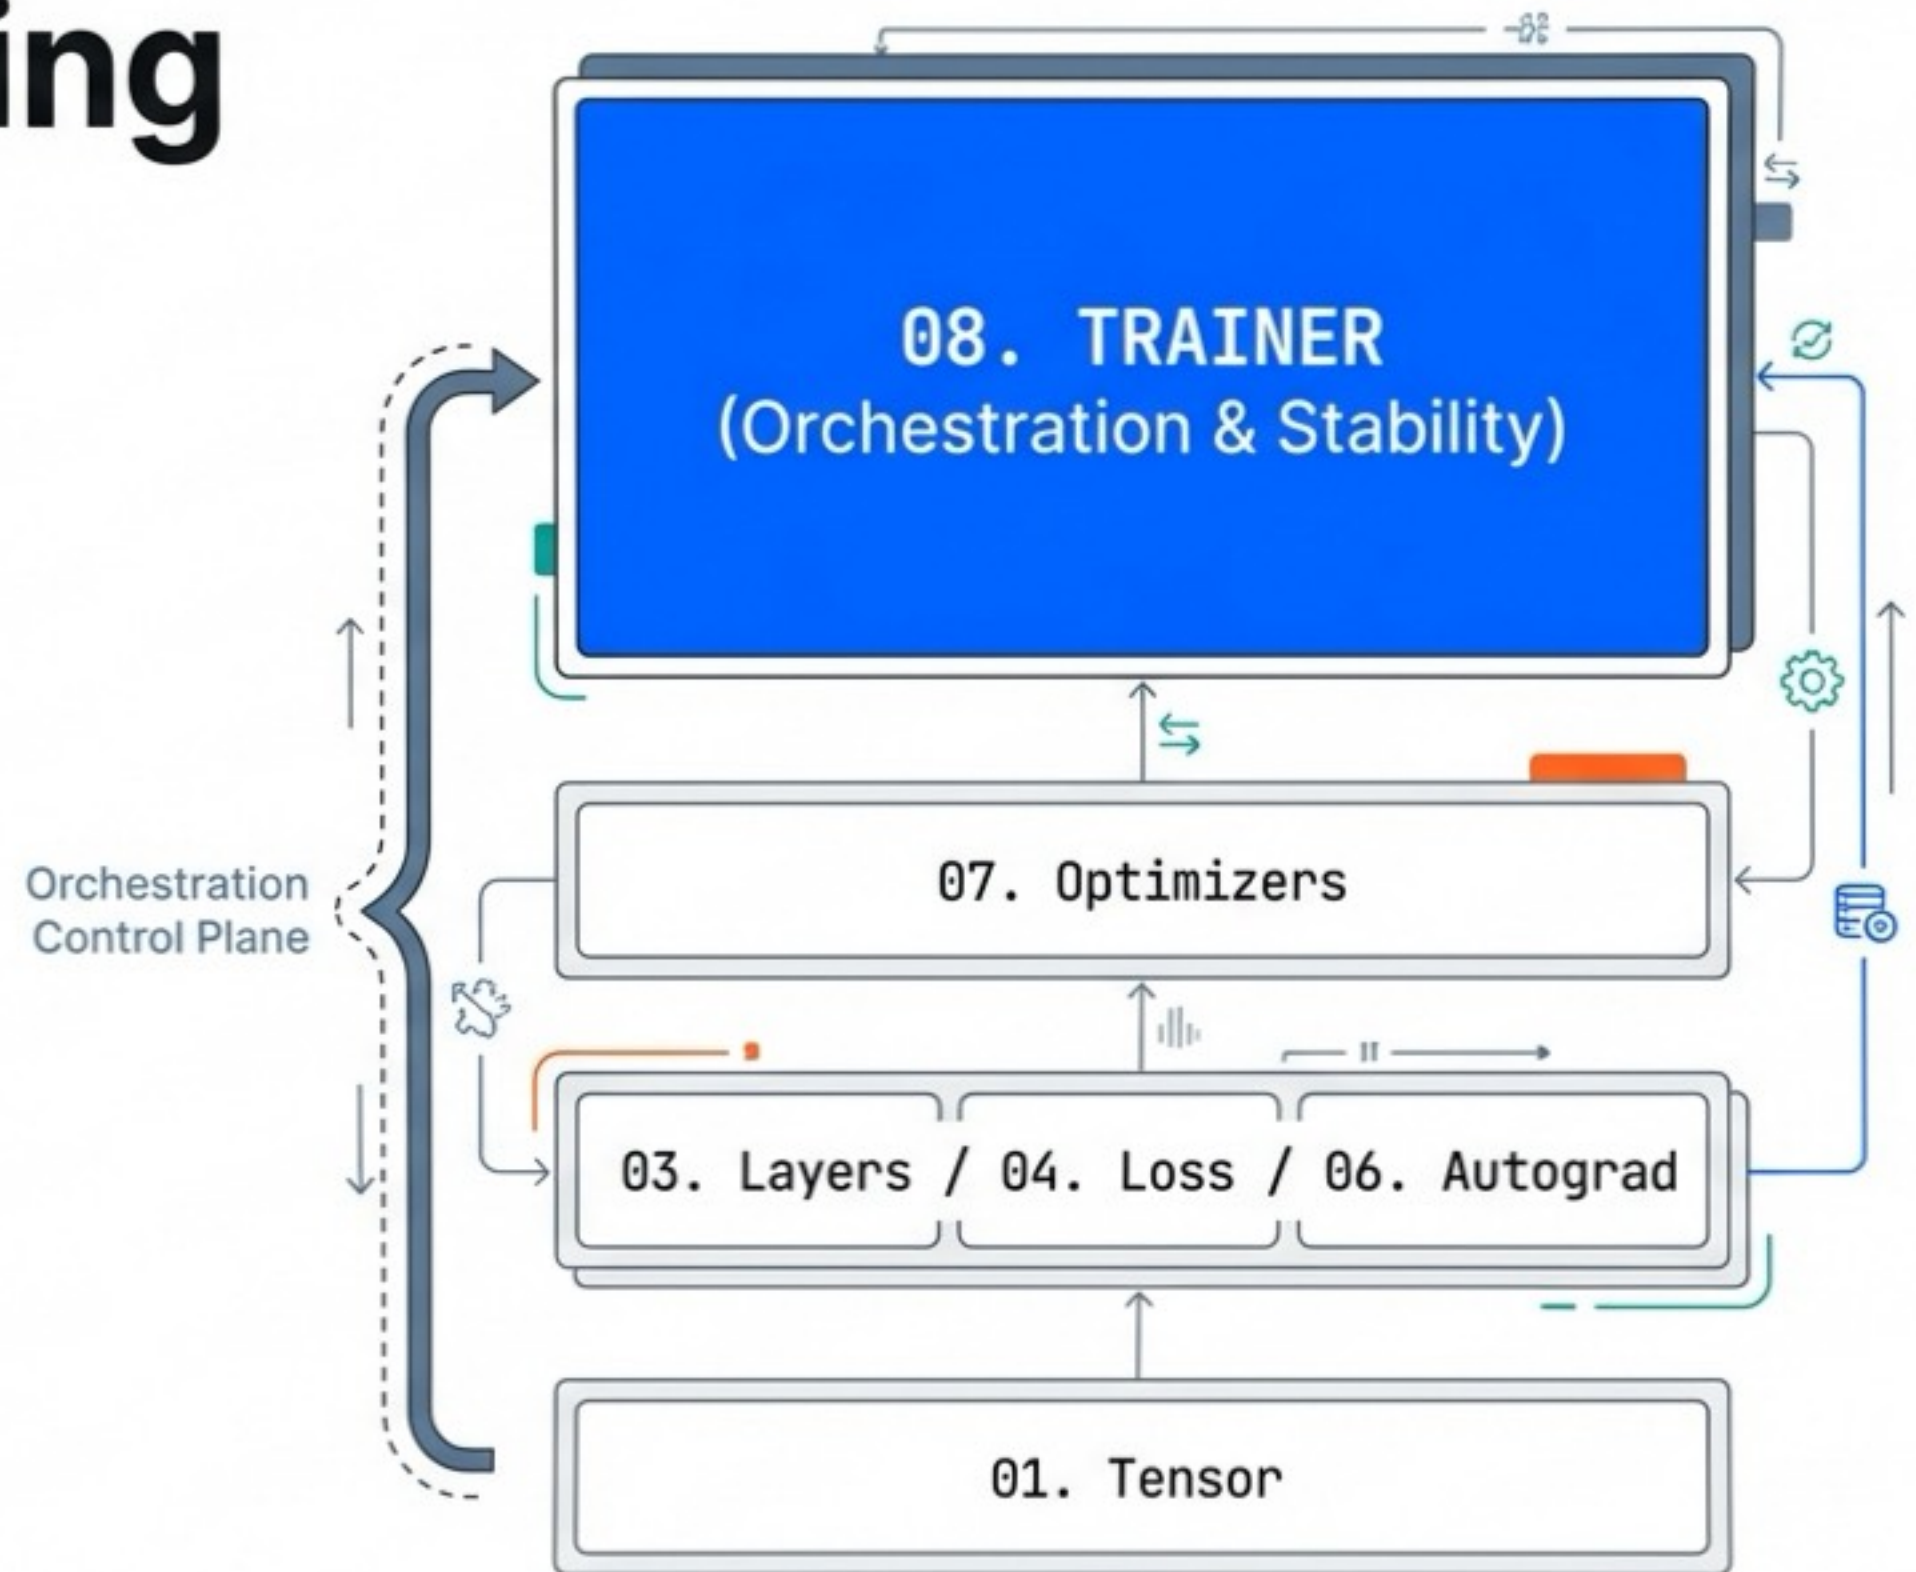 ing
08. TRAINER
(Orchestration & Stability)
Orchestration
Control Plane
07. Optimizers
03. Layers / 04. Loss / 06. Autograd
01. Tensor